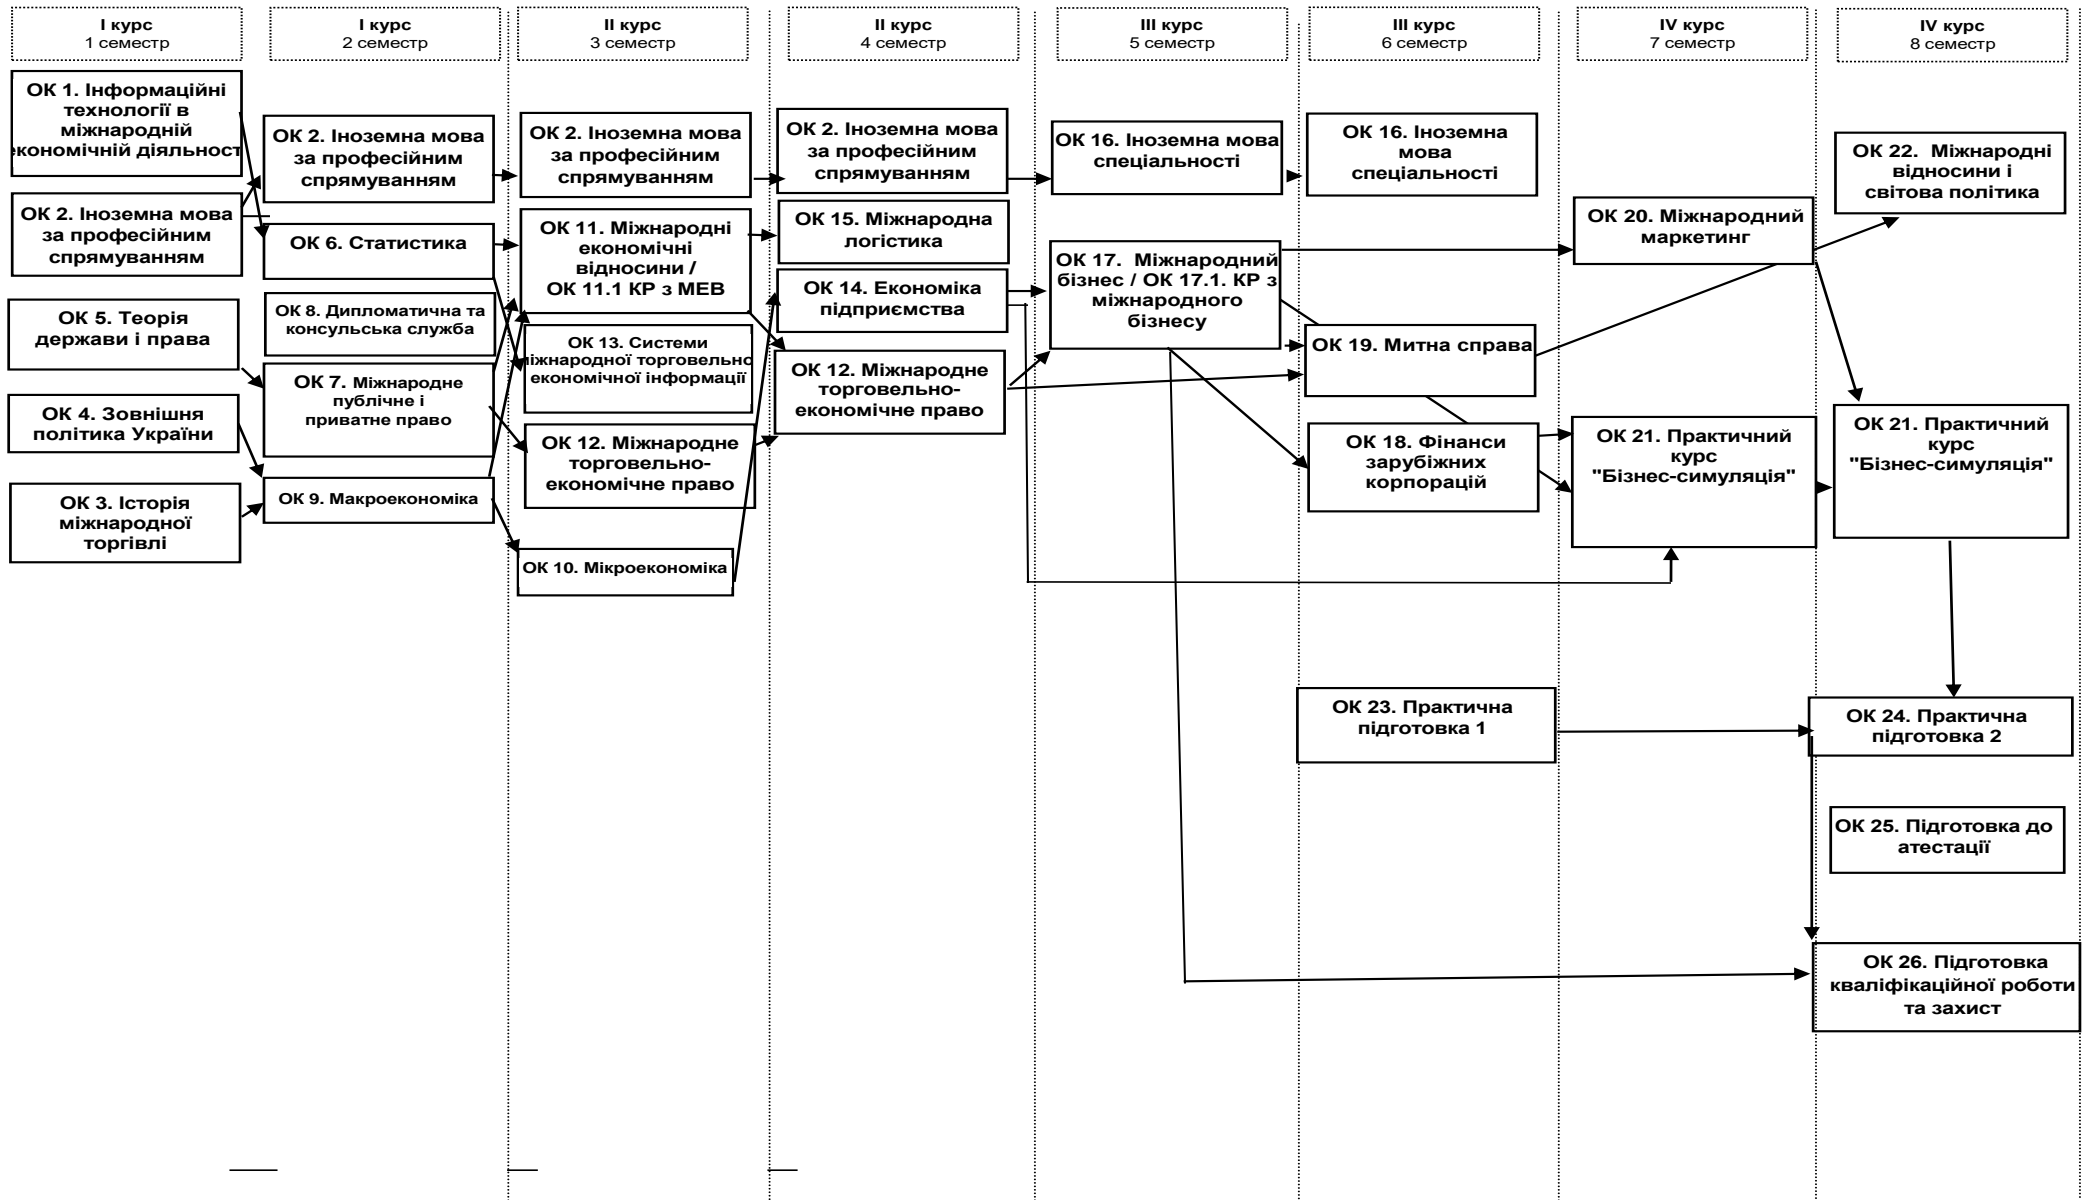 І курс
1 семестр
І курс
2 семестр
ІІ курс
3 семестр
ІІ курс
4 семестр
ІІІ курс
5 семестр
ІІІ курс
6 семестр
ІV курс
7 семестр
ІV курс
8 семестр
ОК 1. Інформаційні
технології в
міжнародній
економічній діяльност
ОК 2. Іноземна мова
за професійним
спрямуванням
ОК 5. Теорія
держави і права
ОК 4. Зовнішня
політика України
ОК 3. Історія
міжнародної
торгівлі
ОК 2. Іноземна мова
за професійним
спрямуванням
ОК 6. Статистика
ОК 8. Дипломатична та
консульська служба
ОК 7. Міжнародне
публічне і
приватне право
ОК 9. Макроекономіка
ОК 2. Іноземна мова
за професійним
спрямуванням
ОК 11. Міжнародні
економічні
відносини /
ОК 11.1 КР з МЕВ
ОК 13. Системи
міжнародної торговельно
економічної інформації
ОК 12. Міжнародне
торговельно-
економічне право
ОК 10. Мікроекономіка
ОК 2. Іноземна мова
за професійним
спрямуванням
ОК 15. Міжнародна
логістика
ОК 14. Економіка
підприємства
ОК 12. Міжнародне
торговельно-
економічне право
ОК 16. Іноземна мова
спеціальності
ОК 17. Міжнародний
бізнес / ОК 17.1. КР з
міжнародного
бізнесу
ОК 16. Іноземна
мова
спеціальності
ОК 19. Митна справа
ОК 18. Фінанси
зарубіжних
корпорацій
ОК 23. Практична
підготовка 1
ОК 20. Міжнародний
маркетинг
ОК 21. Практичний
курс
"Бізнес-симуляція"
ОК 22. Міжнародні
відносини і
світова політика
ОК 21. Практичний
курс
"Бізнес-симуляція"
ОК 24. Практична
підготовка 2
ОК 25. Підготовка до
атестації
ОК 26. Підготовка
кваліфікаційної роботи
та захист